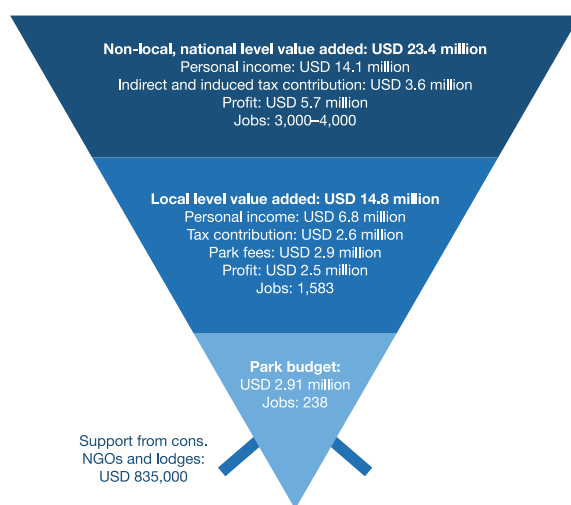 Non-local, national level value added: USD 23.4 million
Personal income: USD 14.1 million
Indirect and induced tax contribution: USD 3.6 million
Profit: USD 5.7 million
Jobs: 3,000–4,000
Local level value added: USD 14.8 million
Personal income: USD 6.8 million
Tax contribution: USD 2.6 million
Park fees: USD 2.9 million
Profit: USD 2.5 million
Jobs: 1,583
Park budget:
USD 2.91 million
Jobs: 238
Support from cons.
NGOs and lodges:
USD 835,000